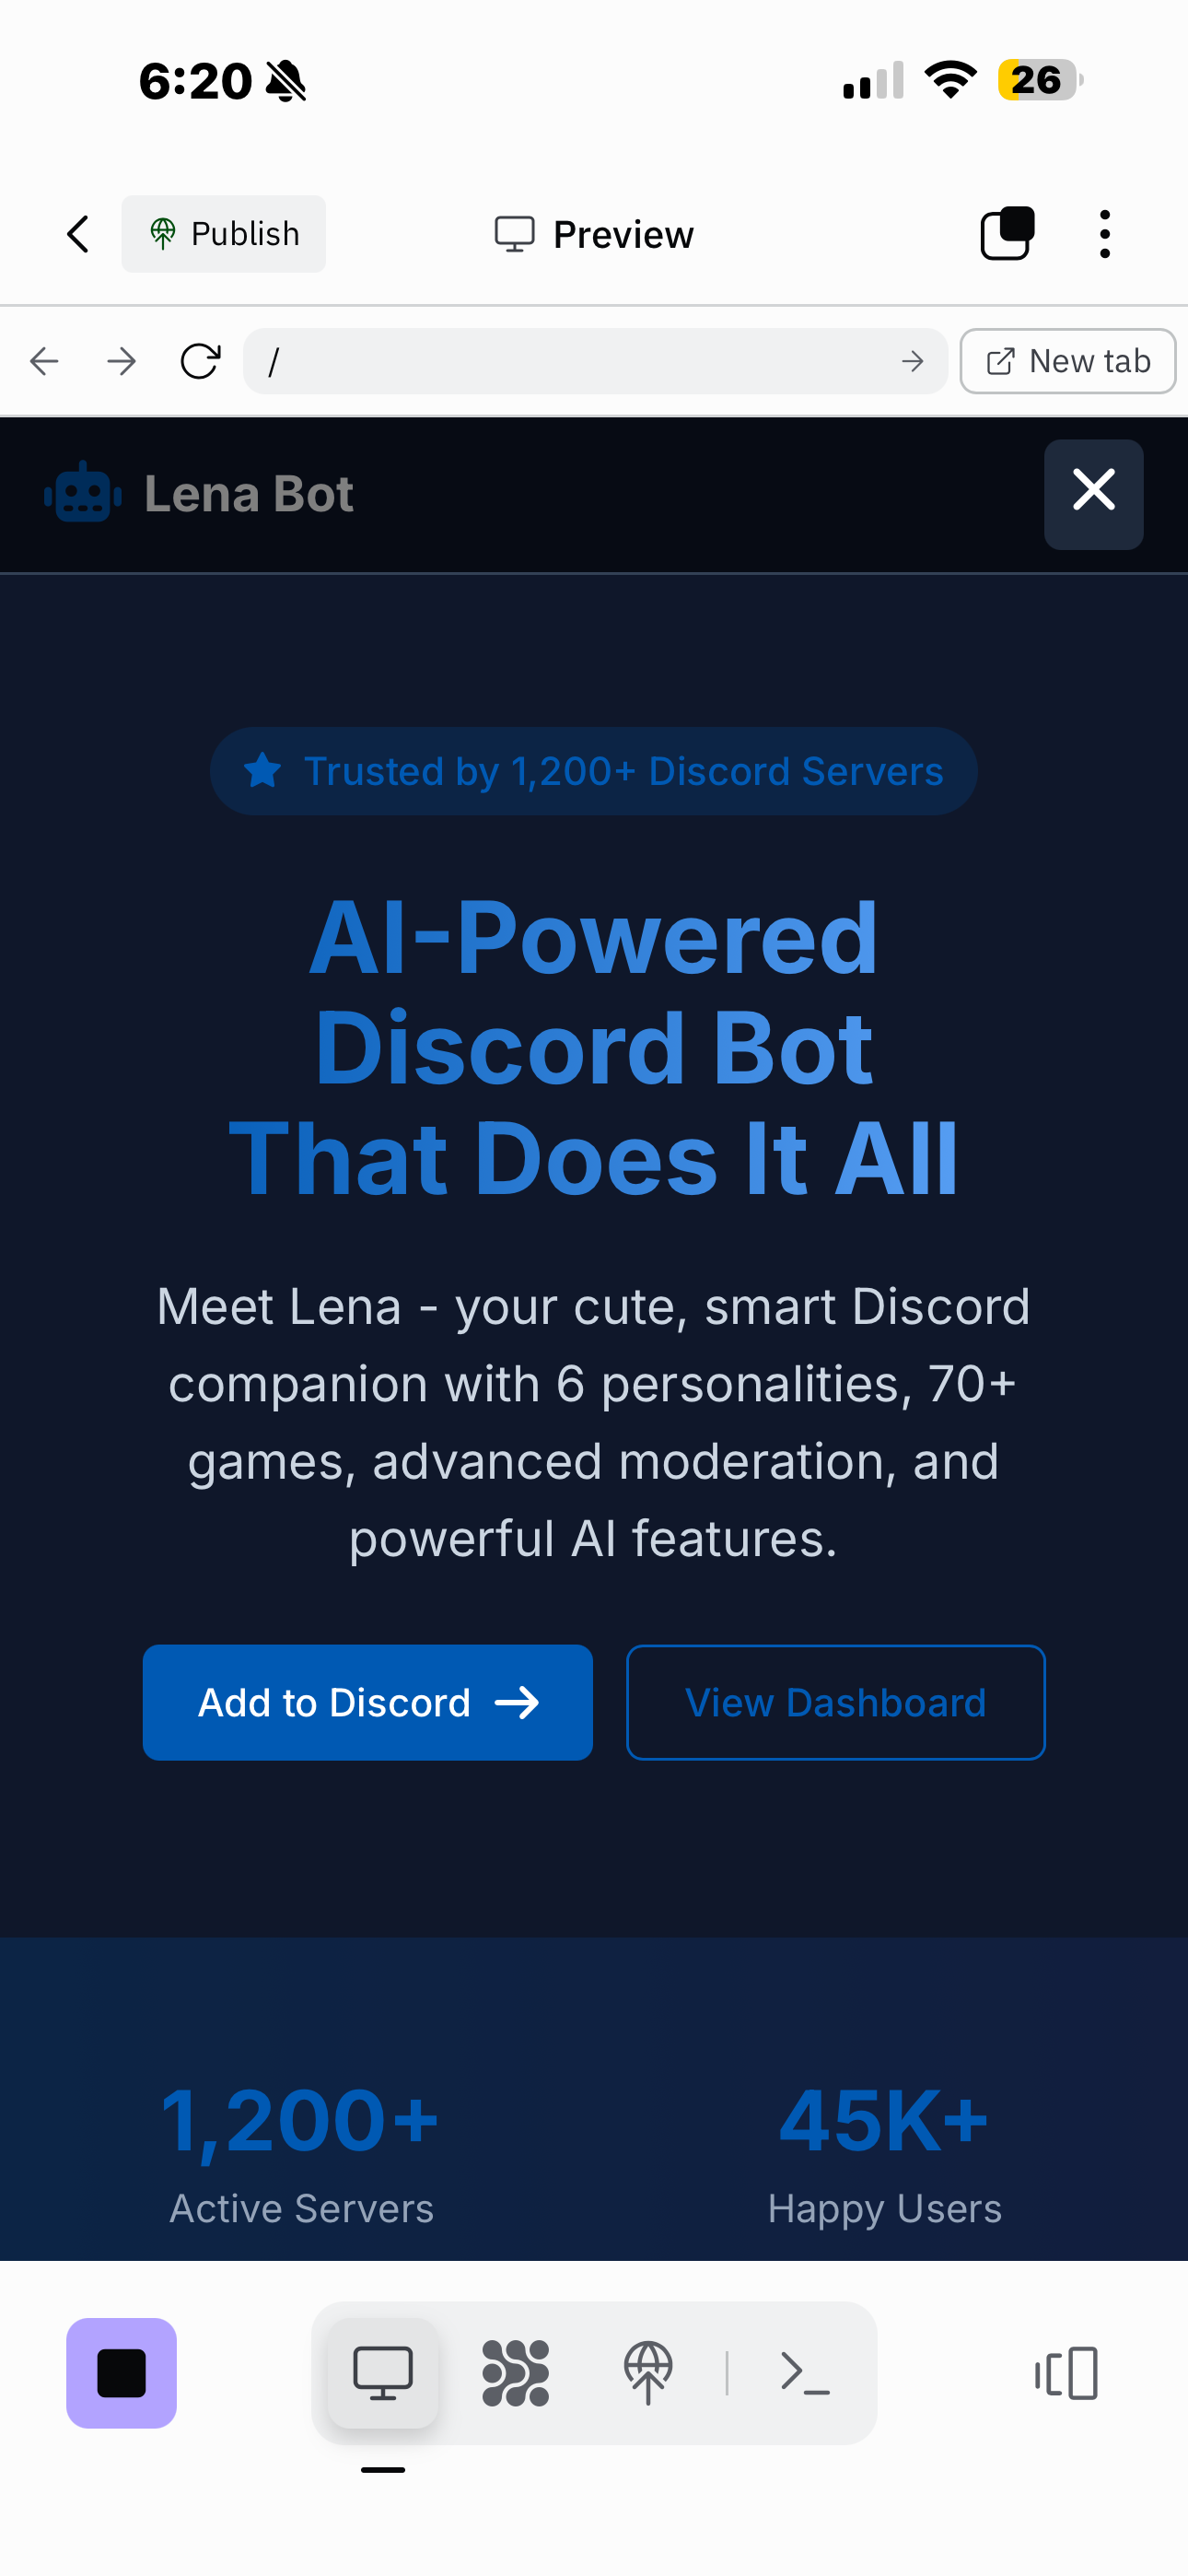 6:20
26
Publish
Preview
/
New tab
Lena Bot
Trusted by 1,200+ Discord Servers
AI-Powered
Discord Bot
That Does It All
Meet Lena - your cute, smart Discord
companion with 6 personalities, 70+
games, advanced moderation, and
powerful AI features.
Add to Discord
View Dashboard
1,200+
45K+
Active Servers
Happy Users